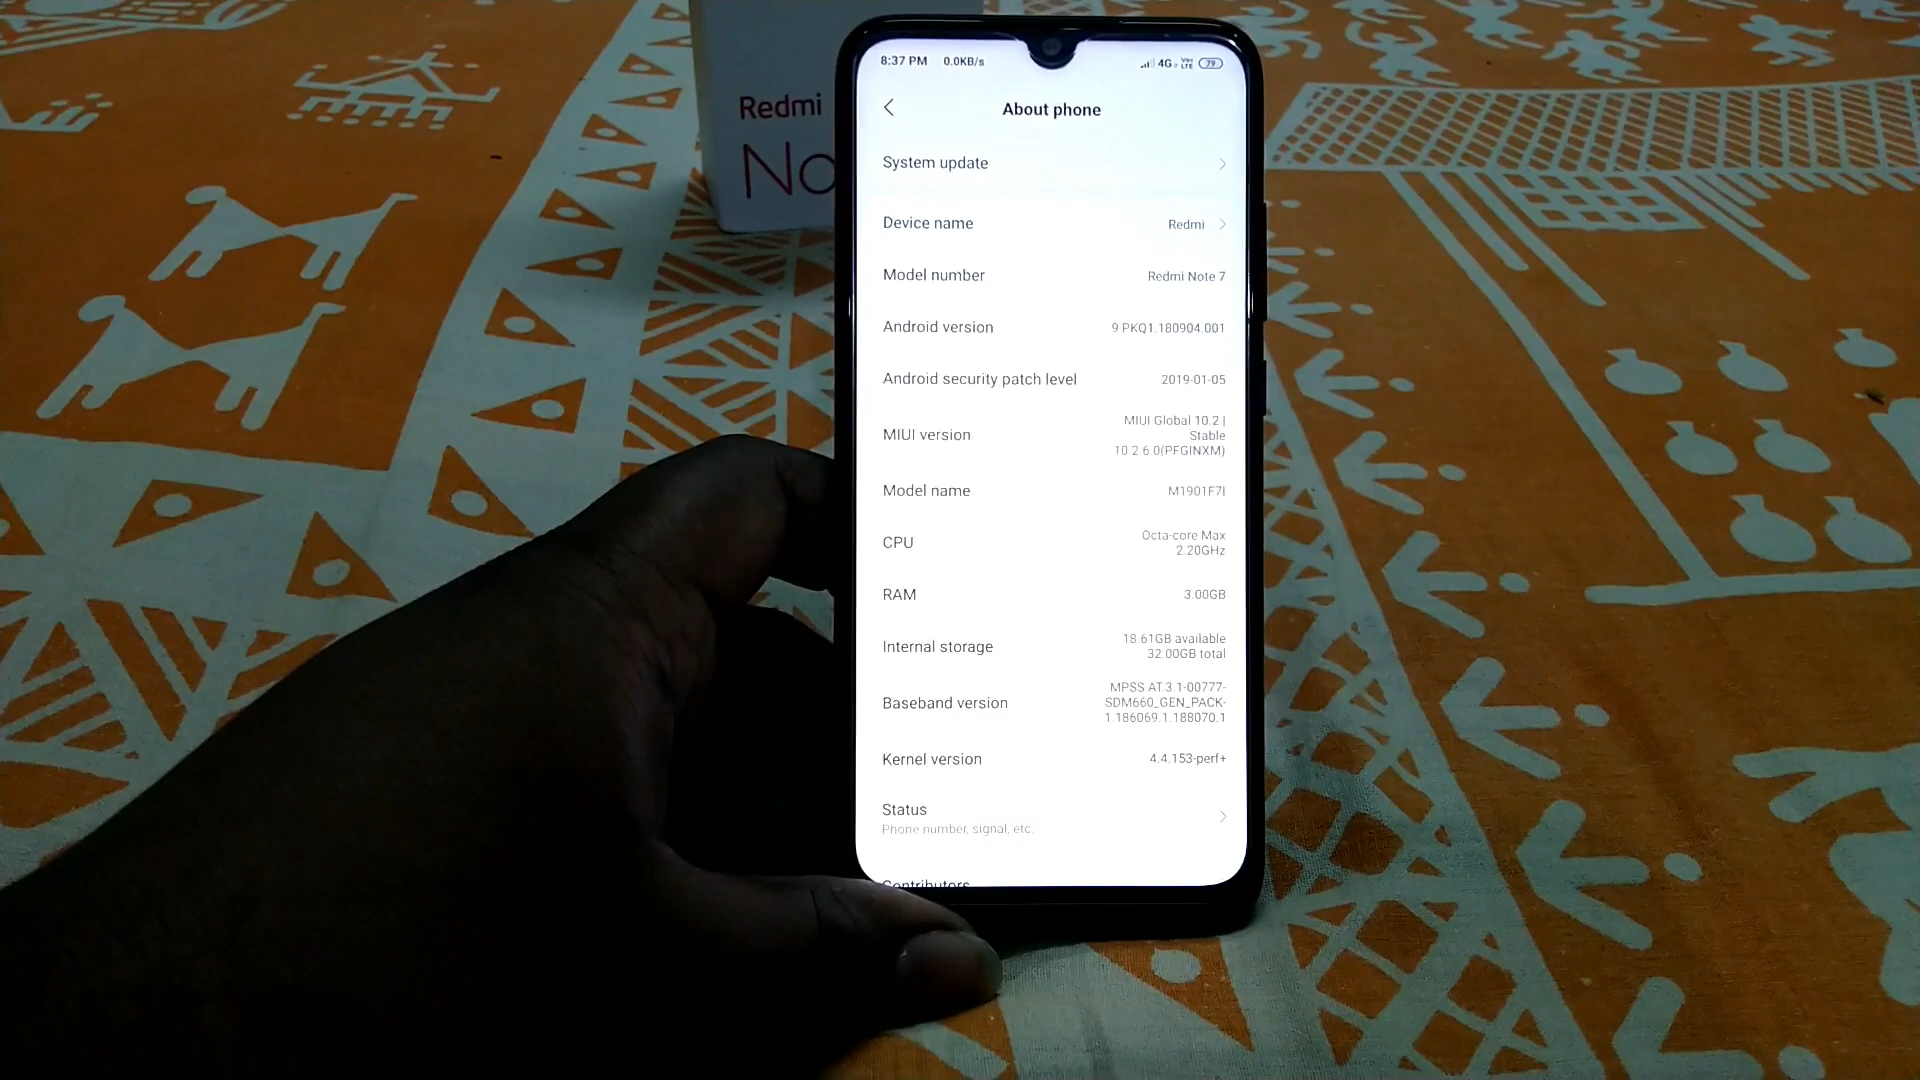 Redmi
No
8:37 PM 0.0KB/s 4G Vo LTE 79
About phone
System update
Device name Redmi
Model number Redmi Note 7
Android version 9 PKQ1.180904.001
Android security patch level 2019-01-05
MIUI version MIUI Global 10.2 |
Stable
10.2.6.0(PFGINXM)
Model name M1901F7I
CPU Octa-core Max
2.20GHz
RAM 3.00GB
Internal storage 18.61GB available
32.00GB total
Baseband version MPSS.AT.3.1-00777-
SDM660_GEN_PACK-
1.186069.1.188070.1
Kernel version 4.4.153-perf+
Status
Phone number, signal, etc.
Contributors